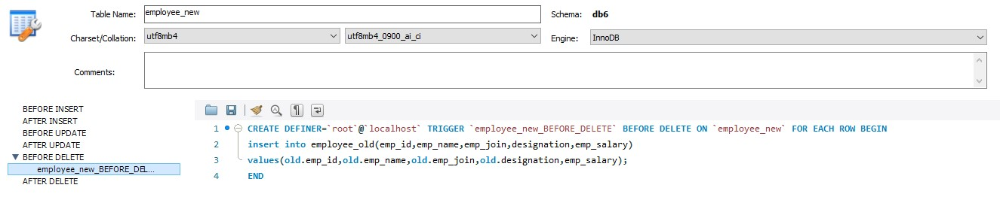 Table Name: employee_new Schema: db6
Charset/Collation: utf8mb4 utf8mb4_0900_ai_ci Engine: InnoDB
Comments:
BEFORE INSERT
AFTER INSERT
BEFORE UPDATE
AFTER UPDATE
BEFORE DELETE
employee_new_BEFORE_DEL...
AFTER DELETE
1 CREATE DEFINER=`root`@`localhost` TRIGGER `employee_new_BEFORE_DELETE` BEFORE DELETE ON `employee_new` FOR EACH ROW BEGIN
2 insert into employee_old(emp_id,emp_name,emp_join,designation,emp_salary)
3 values(old.emp_id,old.emp_name,old.emp_join,old.designation,emp_salary);
4 END